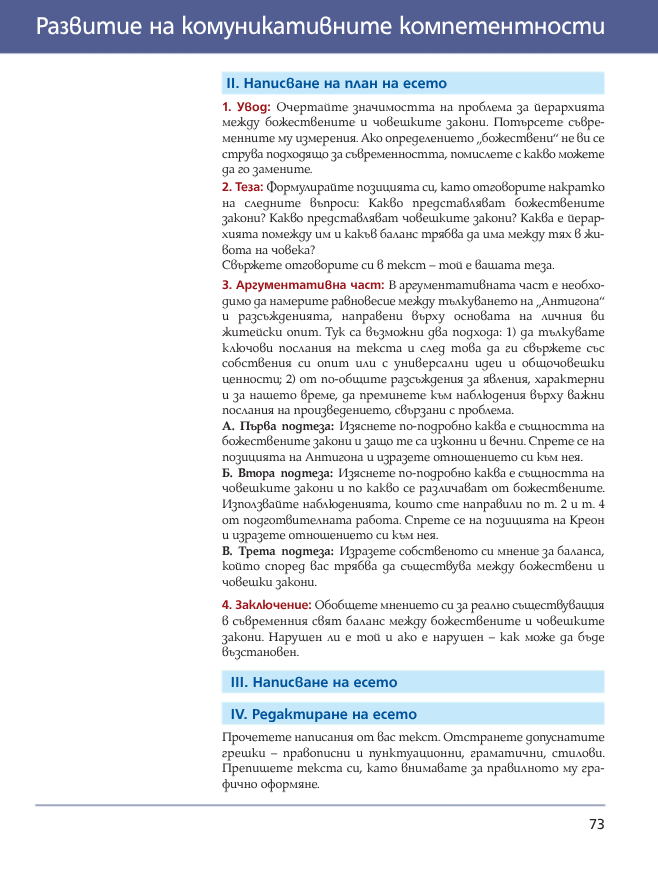 Развитие на комуникативните компетентности
II. Написване на план на есето
1. Увод: Очертайте значимостта на проблема за йерархията
между божествените и човешките закони. Потърсете съвре-
менните му измерения. Ако определението „божествени“ не ви се
струва подходящо за съвременността, помислете с какво можете
да го замените.
2. Теза: Формулирайте позицията си, като отговорите накратко
на следните въпроси: Какво представляват божествените
закони? Какво представляват човешките закони? Каква е йерар-
хията помежду им и какъв баланс трябва да има между тях в жи-
вота на човека?
Свържете отговорите си в текст – той е вашата теза.
3. Аргументативна част: В аргументативната част е необхо-
димо да намерите равновесие между тълкуването на „Антигона“
и разсъжденията, направени върху основата на личния ви
житейски опит. Тук са възможни два подхода: 1) да тълкувате
ключови послания на текста и след това да ги свържете със
собствения си опит или с универсални идеи и общочовешки
ценности; 2) от по-общите разсъждения за явления, характерни
и за нашето време, да преминете към наблюдения върху важни
послания на произведението, свързани с проблема.
А. Първа подтеза: Изяснете по-подробно каква е същността на
божествените закони и защо те са изконни и вечни. Спрете се на
позицията на Антигона и изразете отношението си към нея.
Б. Втора подтеза: Изяснете по-подробно каква е същността на
човешките закони и по какво се различават от божествените.
Използвайте наблюденията, които сте направили по т. 2 и т. 4
от подготвителната работа. Спрете се на позицията на Креон
и изразете отношението си към нея.
В. Трета подтеза: Изразете собственото си мнение за баланса,
който според вас трябва да съществува между божествени и
човешки закони.
4. Заключение: Обобщете мнението си за реално съществуващия
в съвременния свят баланс между божествените и човешките
закони. Нарушен ли е той и ако е нарушен – как може да бъде
възстановен.
III. Написване на есето
IV. Редактиране на есето
Прочетете написания от вас текст. Отстранете допуснатите
грешки – правописни и пунктуационни, граматични, стилови.
Препишете текста си, като внимавате за правилното му гра-
фично оформяне.
73